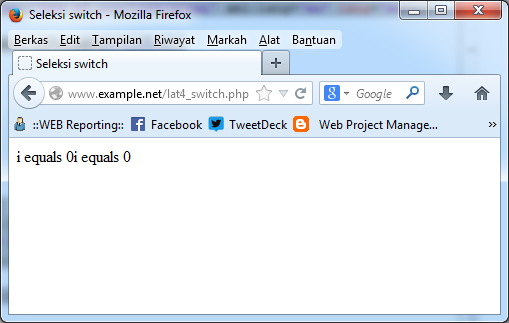 Seleksi switch - Mozilla Firefox
Berkas Edit Tampilan Riwayat Markah Alat Bantuan
Seleksi switch
www.example.net/lat4_switch.php Google
::WEB Reporting:: Facebook TweetDeck Web Project Manage... »
i equals 0i equals 0